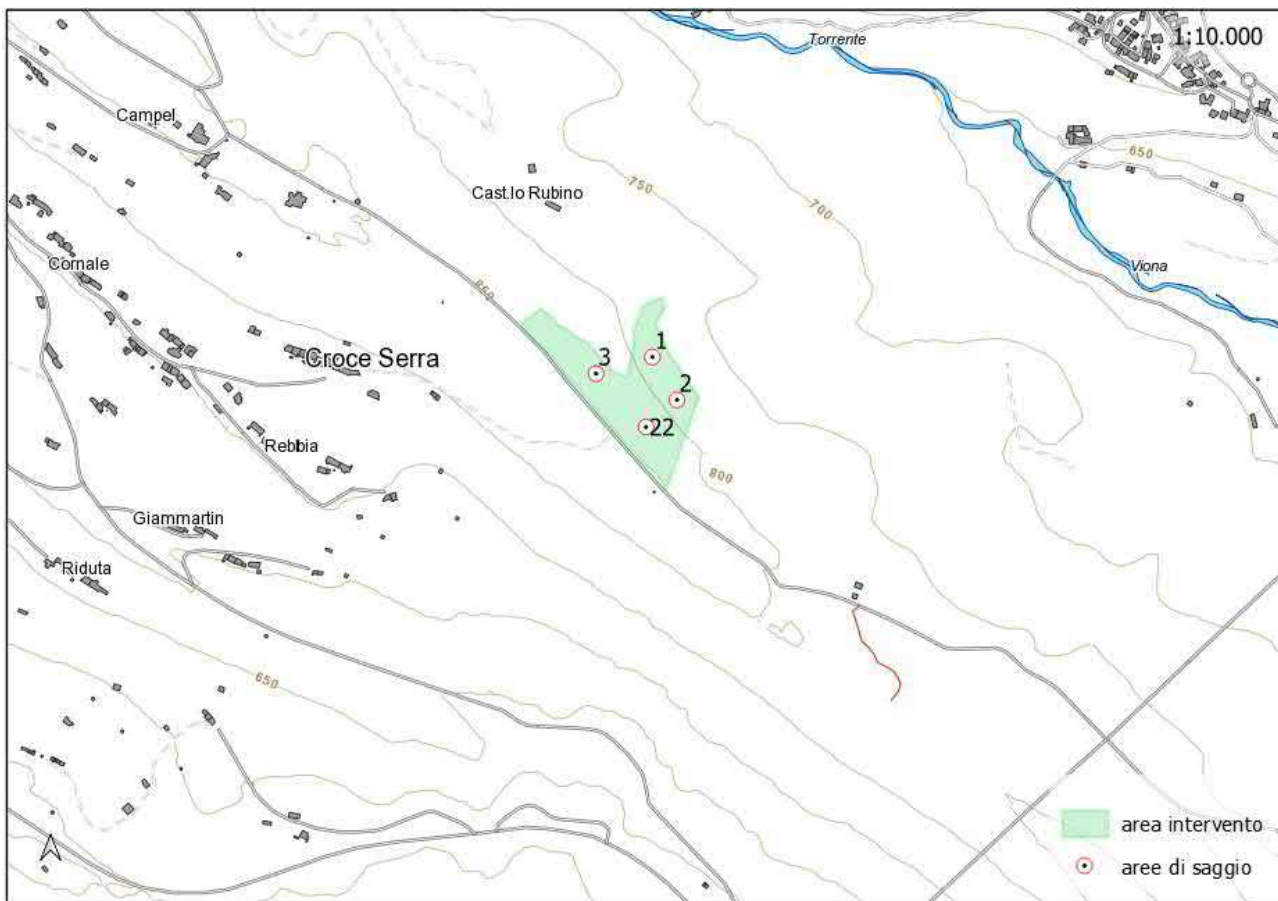 1:10.000
Torrente
Campel
650
750
Cast.lo Rubino
700
Cornale
Viona
850
Croce Serra
1
3
2
22
Rebbia
800
Giammartin
Riduta
650
area intervento
aree di saggio